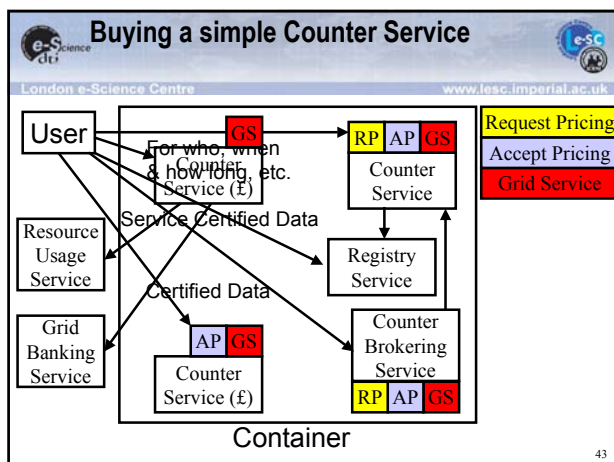 Buying a simple Counter Service
e-Science
dti
e-SC
London e-Science Centre
www.lesc.imperial.ac.uk
User
GS
For who, when
& how long, etc.
Counter
Service (£)
RP AP GS
Counter
Service
Request Pricing
Accept Pricing
Grid Service
Service Certified Data
Resource
Usage
Service
Registry
Service
Certified Data
Grid
Banking
Service
AP GS
Counter
Service (£)
Counter
Brokering
Service
RP AP GS
Container
43